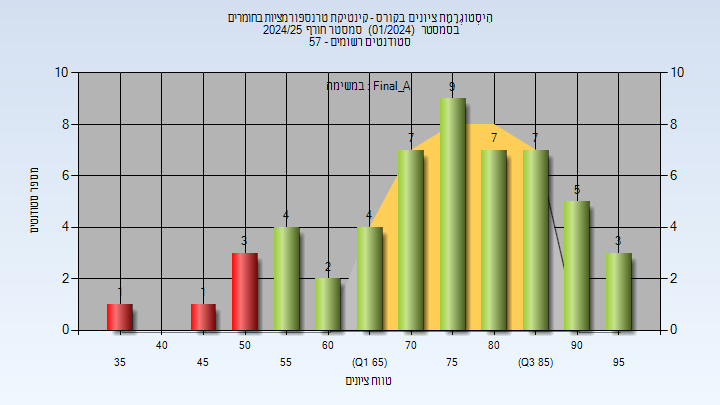 היסטוגרמת ציונים בקורס - קינטיקת טרנספורמציות בחומרים
בסמסטר (01/2024) סמסטר חורף 2024/25
סטודנטים רשומים - 57
במשימה : Final_A
מספר סטודנטים
10 10
8 8
6 6
4 4
2 2
0 0
1 1 3 4 2 4 7 9 7 7 5 3
40 50 60 70 80 90
35 45 55 (Q1 65) 75 (Q3 85) 95
טווח ציונים